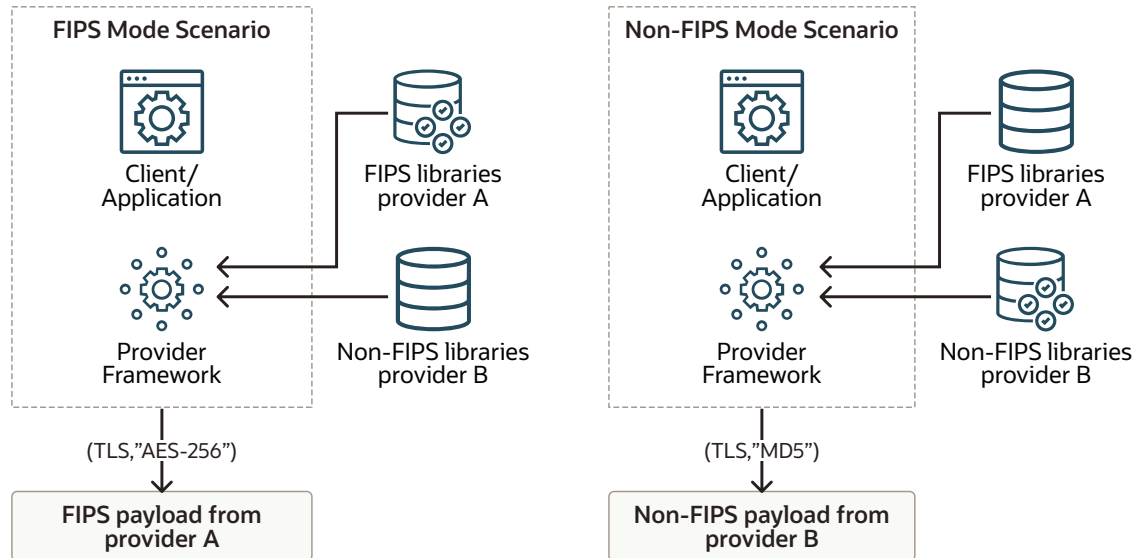 FIPS Mode Scenario
Client/
Application
FIPS libraries
provider A
Provider
Framework
Non-FIPS libraries
provider B
(TLS,”AES-256”)
FIPS payload from
provider A
Non-FIPS Mode Scenario
Client/
Application
FIPS libraries
provider A
Provider
Framework
Non-FIPS libraries
provider B
(TLS,”MD5”)
Non-FIPS payload from
provider B